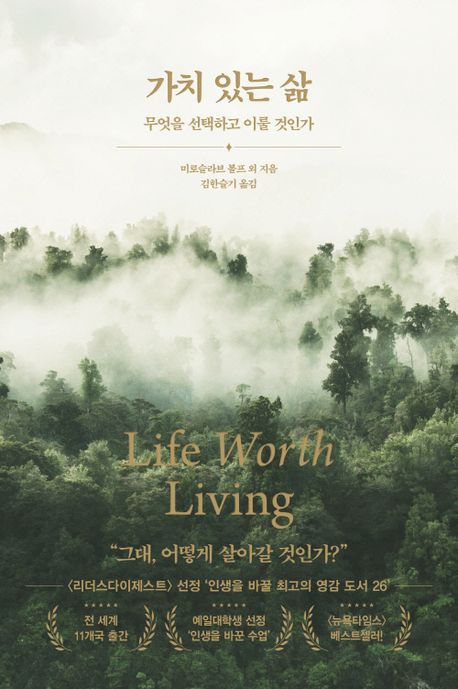 가치 있는 삶
무엇을 선택하고 이룰 것인가
미로슬라브 볼프 외 지음
김한슬기 옮김
Life Worth
Living
“그대, 어떻게 살아갈 것인가?”
〈리더스다이제스트〉 선정 ‘인생을 바꿀 최고의 영감 도서 26’
전 세계
11개국 출간
예일대학생 선정
‘인생을 바꾼 수업’
〈뉴욕타임스〉
베스트셀러!